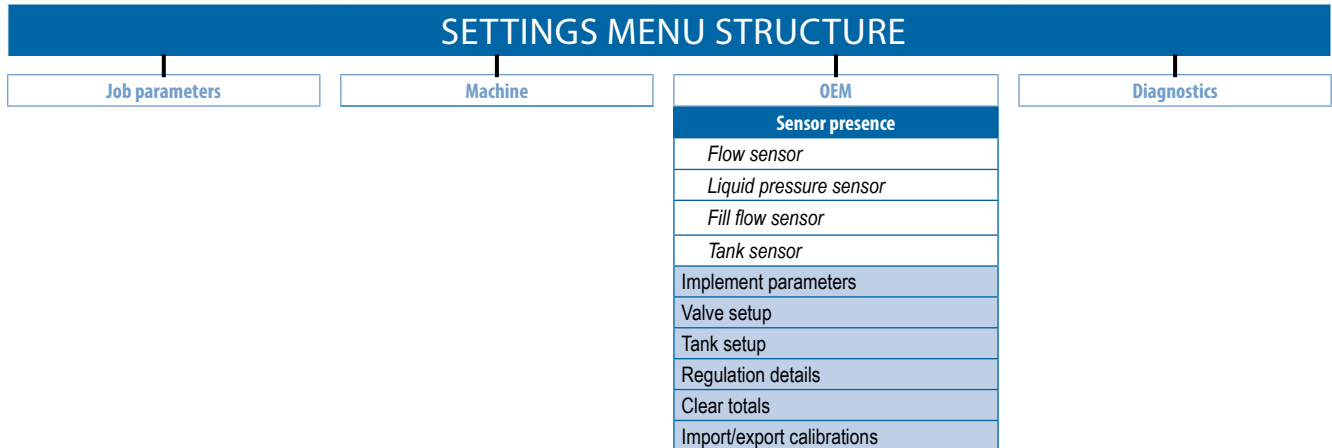 SETTINGS MENU STRUCTURE
Job parameters
Machine
OEM
Diagnostics
Sensor presence
Flow sensor
Liquid pressure sensor
Fill flow sensor
Tank sensor
Implement parameters
Valve setup
Tank setup
Regulation details
Clear totals
Import/export calibrations